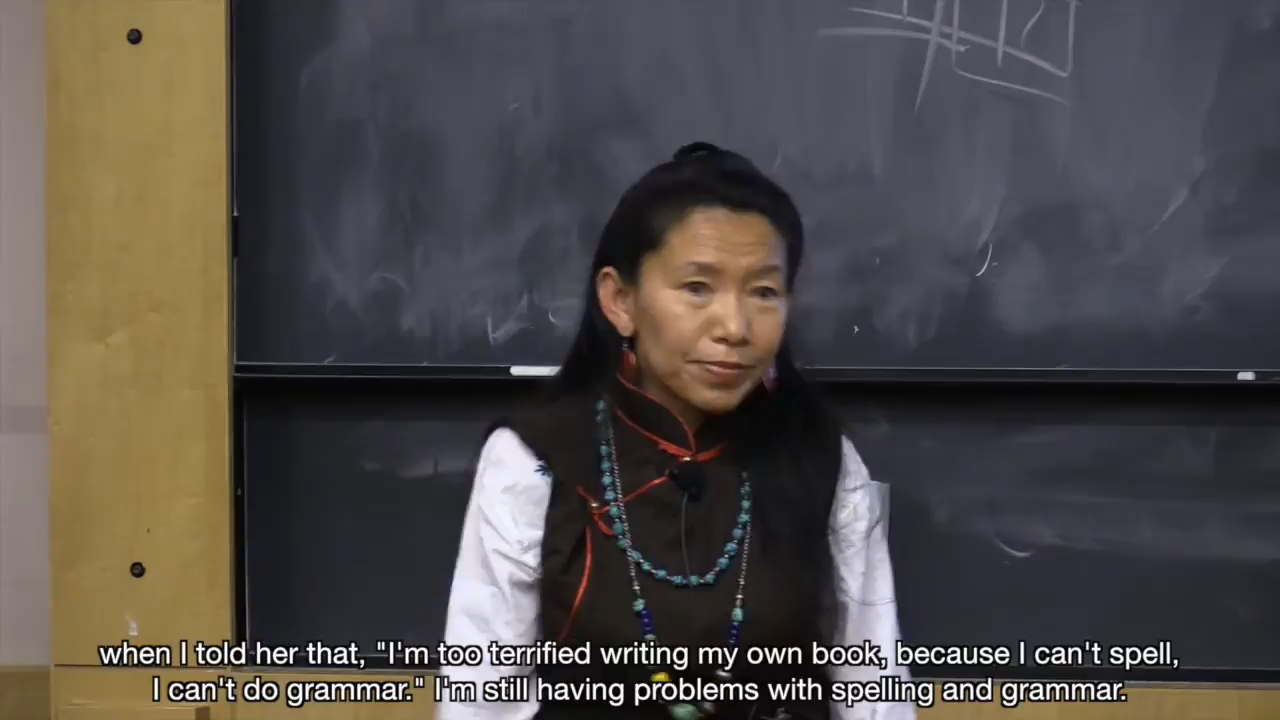 when I told her that, "I'm too terrified writing my own book, because I can't spell,
I can't do grammar." I'm still having problems with spelling and grammar.